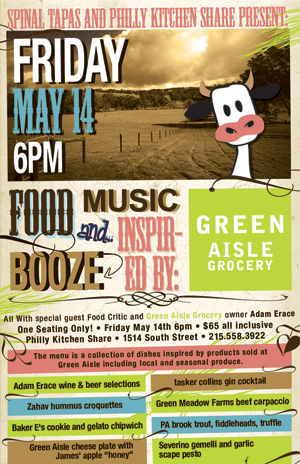 SPINAL TAPAS AND PHILLY KITCHEN SHARE PRESENT:
FRIDAY
MAY 14
6PM
FOOD
and...
BOOZE
MUSIC
INSPIR-
ED BY:
GREEN
AISLE
GROCERY
All With special guest Food Critic and Green Aisle Grocery owner Adam Erace
One Seating Only! • Friday May 14th 6pm • $65 all inclusive
Philly Kitchen Share • 1514 South Street • 215.558.3922
The menu is a collection of dishes inspired by products sold at
Green Aisle including local and seasonal produce.
Adam Erace wine & beer selections
tasker collins gin cocktail
Zahav hummus croquettes
Green Meadow Farms beef carpaccio
Baker E's cookie and gelato chipwich
PA brook trout, fiddleheads, truffle
Green Aisle cheese plate with
James' apple "honey"
Severino gemelli and garlic
scape pesto